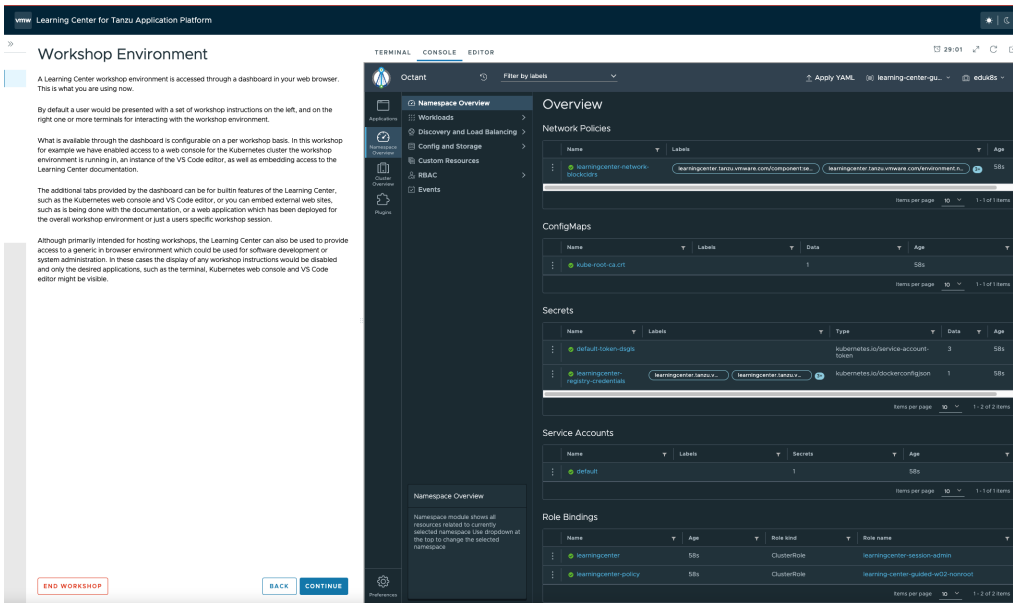 vmw Learning Center for Tanzu Application Platform
Workshop Environment
A Learning Center workshop environment is accessed through a dashboard in your web browser.
This is what you are using now.
By default a user would be presented with a set of workshop instructions on the left, and on the
right one or more terminals for interacting with the workshop environment.
What is available through the dashboard is configurable on a per workshop basis. In this workshop
for example we have enabled access to a web console for the Kubernetes cluster the workshop
environment is running in, an instance of the VS Code editor, as well as embedding access to the
Learning Center documentation.
The additional tabs provided by the dashboard can be for builtin features of the Learning Center,
such as the Kubernetes web console and VS Code editor, or you can embed external web sites,
such as is being done with the documentation, or a web application which has been deployed for
the overall workshop environment or just a users specific workshop session.
Although primarily intended for hosting workshops, the Learning Center can also be used to provide
access to a generic in browser environment which could be used for software development or
system administration. In these cases the display of any workshop instructions would be disabled
and only the desired applications, such as the terminal, Kubernetes web console and VS Code
editor might be visible.
END WORKSHOP BACK CONTINUE
TERMINAL CONSOLE EDITOR 29:01
Octant Filter by labels Apply YAML learning-center-gu... eduk8s
Applications
Namespace Overview
Cluster Overview
Plugins
Preferences
Namespace Overview
Workloads
Discovery and Load Balancing
Config and Storage
Custom Resources
RBAC
Events
Namespace Overview
Namespace module shows all
resources related to currently
selected namespace Use dropdown at
the top to change the selected
namespace
Overview
Network Policies
Name Labels Age
learningcenter-network-
blockcidrs learningcenter.tanzu.vmware.com/component:se... learningcenter.tanzu.vmware.com/environment.n... 58s
Items per page 10 1 - 1 of 1 items
ConfigMaps
Name Labels Data Age
kube-root-ca.crt 1 58s
Items per page 10 1 - 1 of 1 items
Secrets
Name Labels Type Data Age
default-token-dsgls kubernetes.io/service-account-
token 3 58s
learningcenter-
registry-credentials learningcenter.tanzu.v... learningcenter.tanzu.v... kubernetes.io/dockerconfigjson 1 58s
Items per page 10 1 - 2 of 2 items
Service Accounts
Name Labels Secrets Age
default 1 58s
Items per page 10 1 - 1 of 1 items
Role Bindings
Name Age Role kind Role name
learningcenter 58s ClusterRole learningcenter-session-admin
learningcenter-policy 58s ClusterRole learning-center-guided-w02-nonroot
Items per page 10 1 - 2 of 2 items